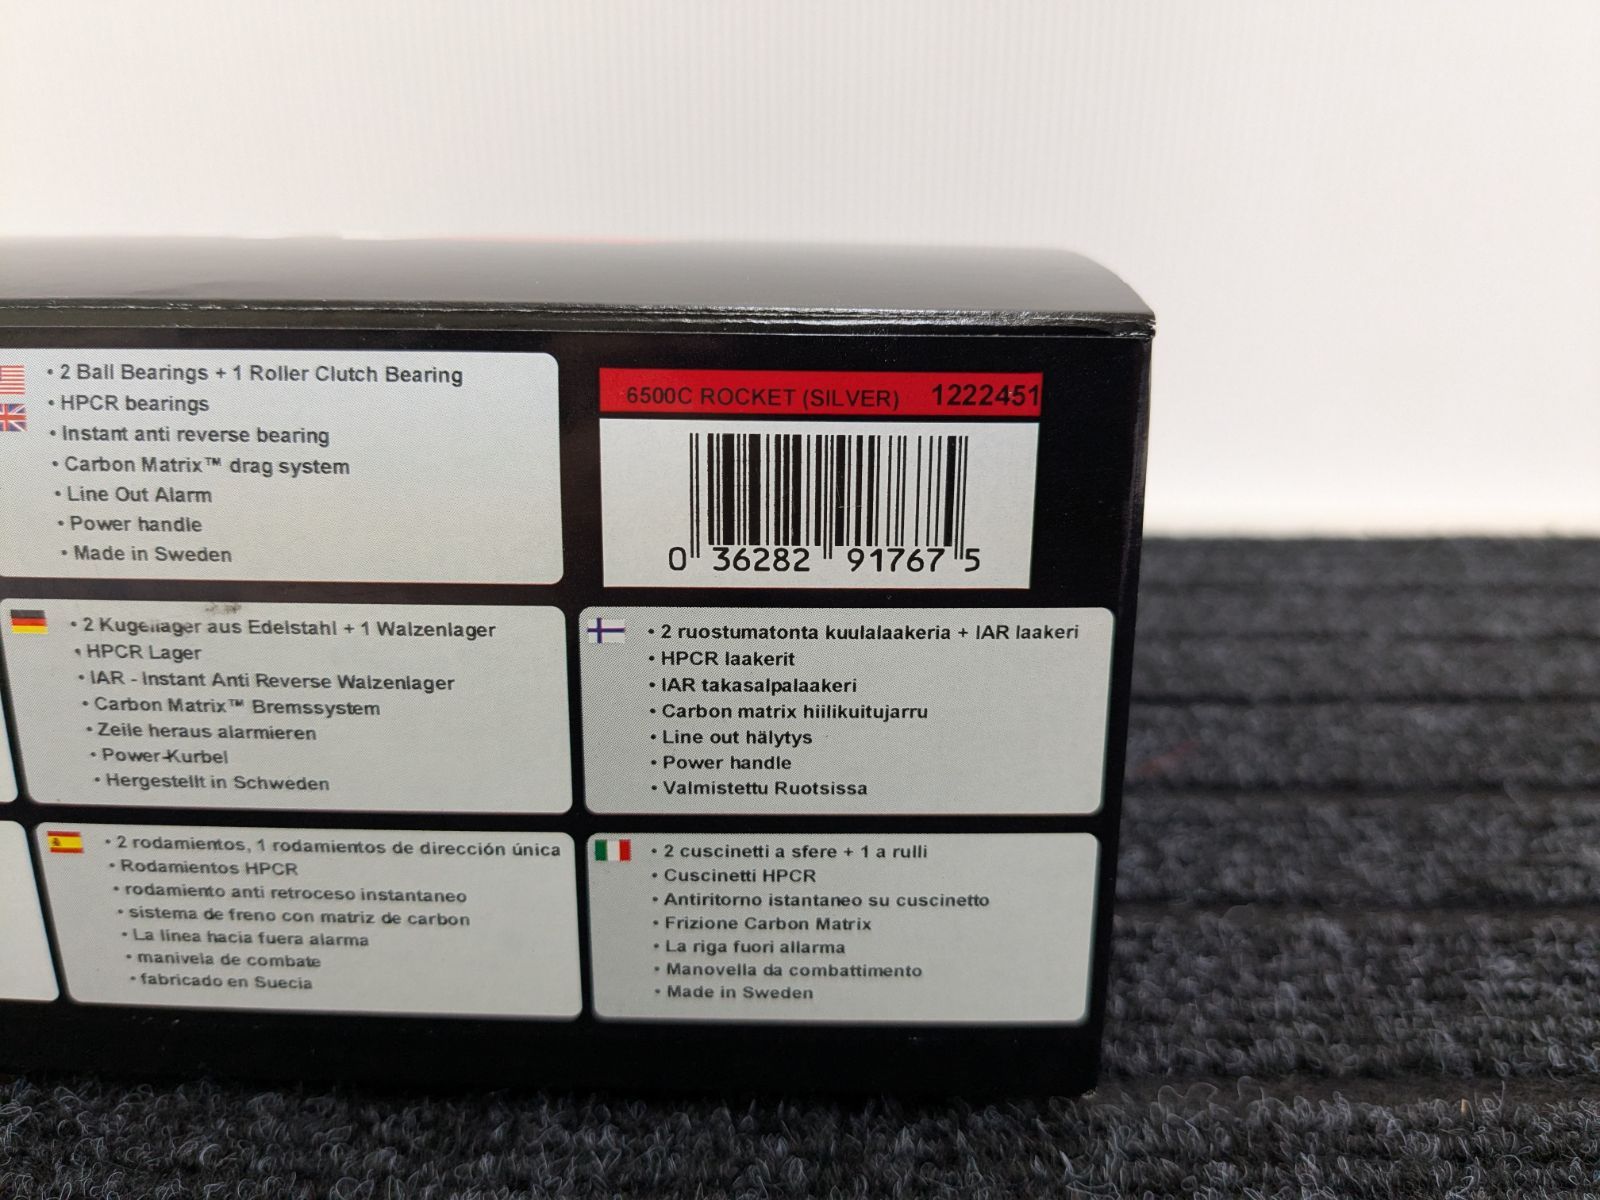 • 2 Ball Bearings + 1 Roller Clutch Bearing
• HPCR bearings
• Instant anti reverse bearing
• Carbon Matrix™ drag system
• Line Out Alarm
• Power handle
• Made in Sweden
6500C ROCKET (SILVER) 1222451
0 36282 91767 5
• 2 Kugellager aus Edelstahl + 1 Walzenlager
• HPCR Lager
• IAR - Instant Anti Reverse Walzenlager
• Carbon Matrix™ Bremssystem
• Zeile heraus alarmieren
• Power-Kurbel
• Hergestellt in Schweden
• 2 ruostumatonta kuulalaakeria + IAR laakeri
• HPCR laakerit
• IAR takasalpalaakeri
• Carbon matrix hiilikuitujarru
• Line out hälytys
• Power handle
• Valmistettu Ruotsissa
• 2 rodamientos, 1 rodamientos de dirección única
• Rodamientos HPCR
• rodamiento anti retroceso instantaneo
• sistema de freno con matriz de carbon
• La línea hacia fuera alarma
• manivela de combate
• fabricado en Suecia
• 2 cuscinetti a sfere + 1 a rulli
• Cuscinetti HPCR
• Antiritorno istantaneo su cuscinetto
• Frizione Carbon Matrix
• La riga fuori allarma
• Manovella da combattimento
• Made in Sweden